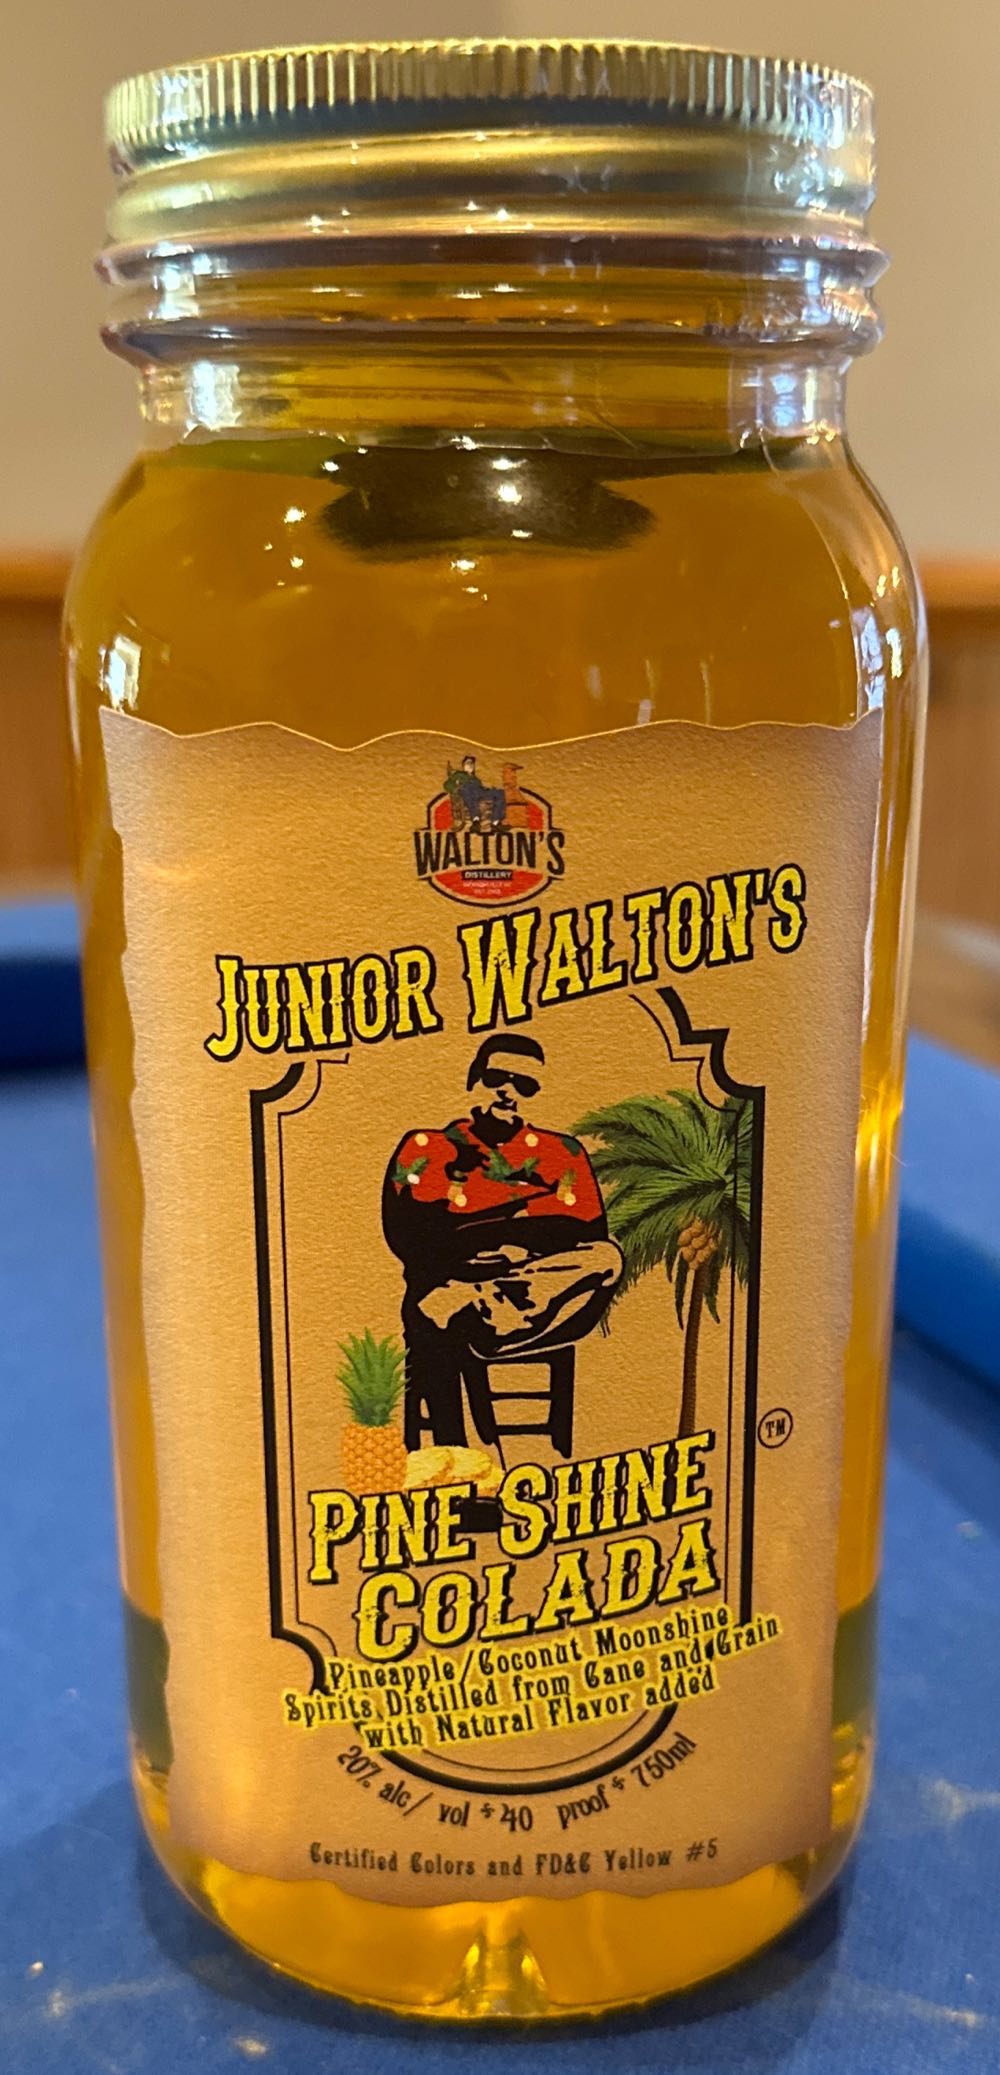 WALTON'S
DISTILLERY
JUNIOR WALTON'S
TM
PINE SHINE
COLADA
Pineapple/Coconut Moonshine
Spirits Distilled from Cane and Grain
with Natural Flavor added
20% alc/ vol * 40 proof * 750ml
Certified Colors and FD&C Yellow #5